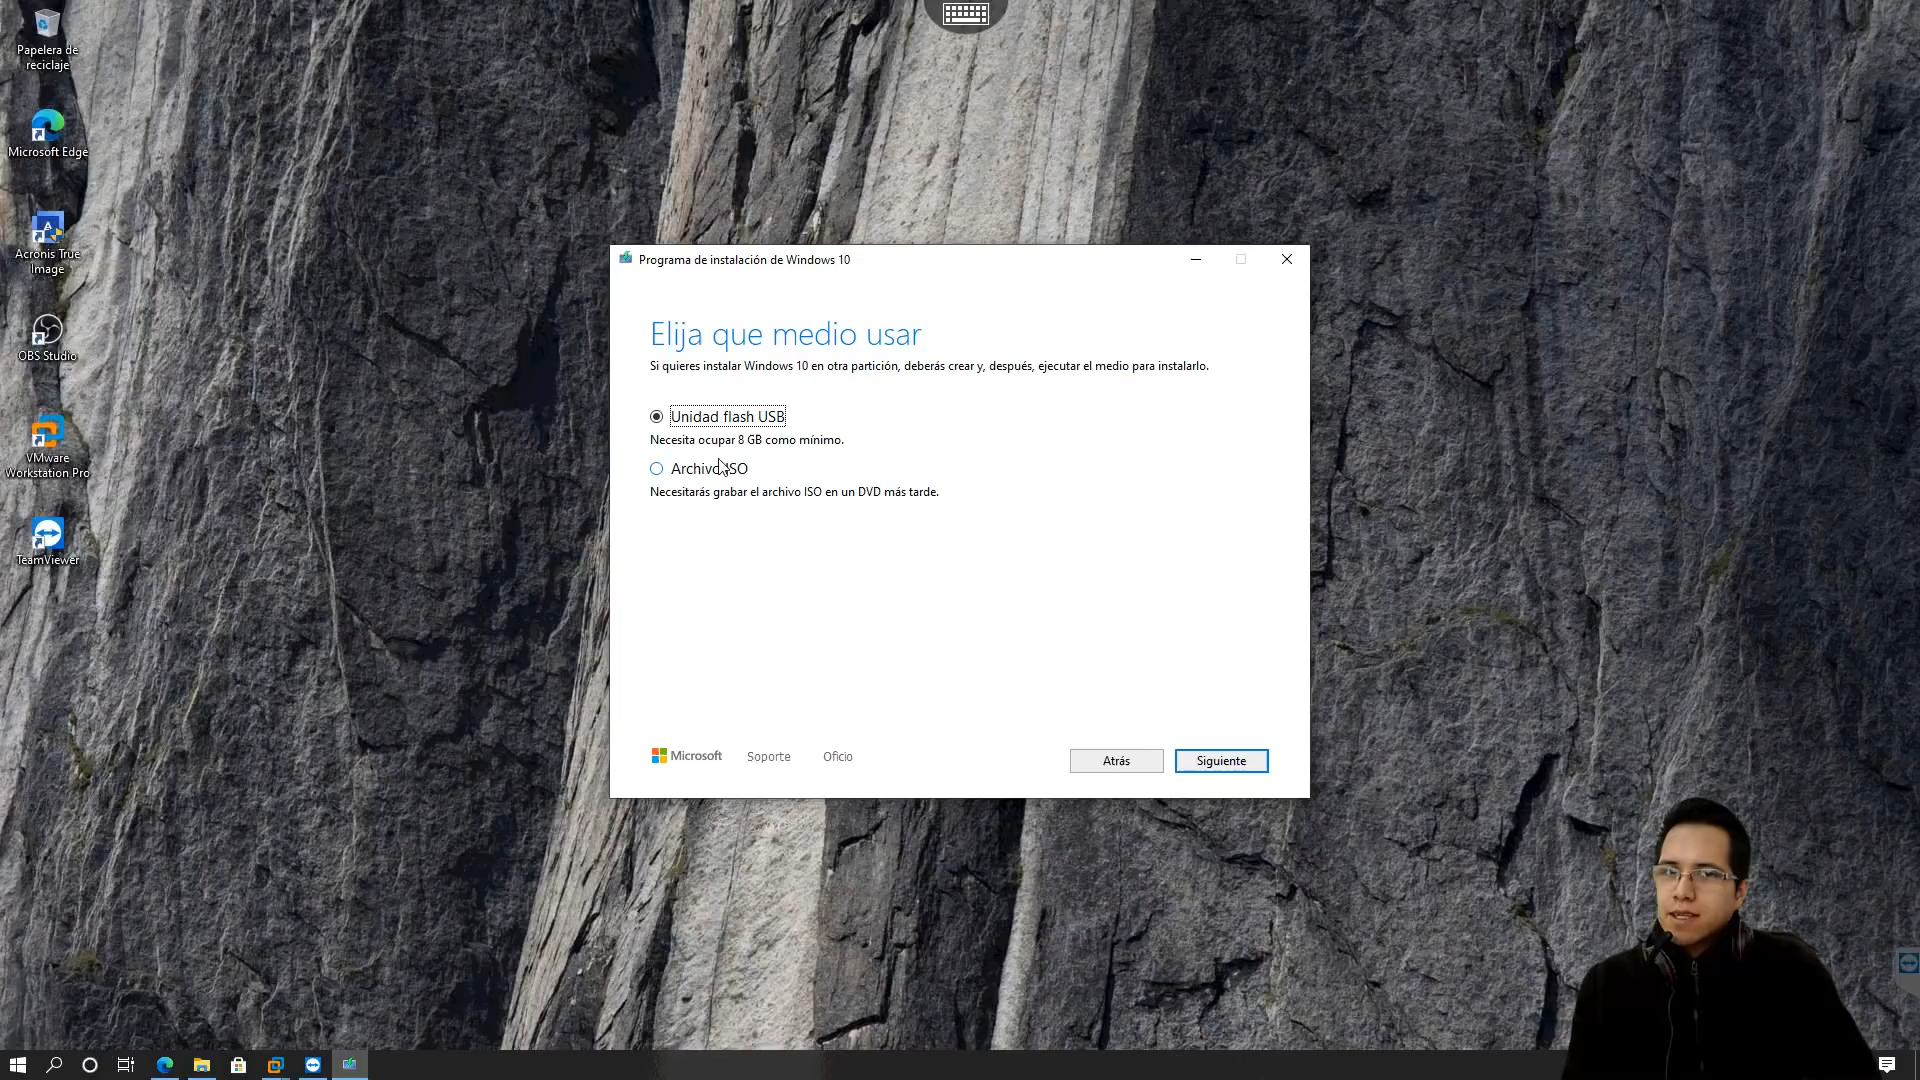 Papelera de
reciclaje
Microsoft Edge
Acronis True
Image
OBS Studio
VMware
Workstation Pro
TeamViewer
Programa de instalación de Windows 10
Elija que medio usar
Si quieres instalar Windows 10 en otra partición, deberás crear y, después, ejecutar el medio para instalarlo.
Unidad flash USB
Necesita ocupar 8 GB como mínimo.
Archivo ISO
Necesitarás grabar el archivo ISO en un DVD más tarde.
Microsoft
Soporte
Oficio
Atrás
Siguiente